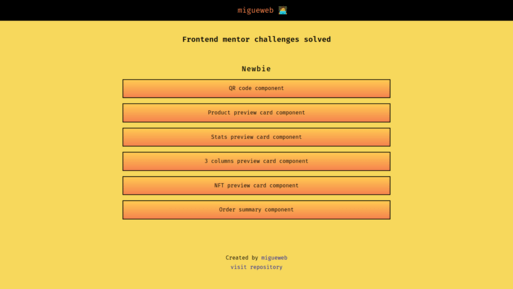 migueweb
Frontend mentor challenges solved
Newbie
QR code component
Product preview card component
Stats preview card component
3 columns preview card component
NFT preview card component
Order summary component
Created by migueweb
visit repository